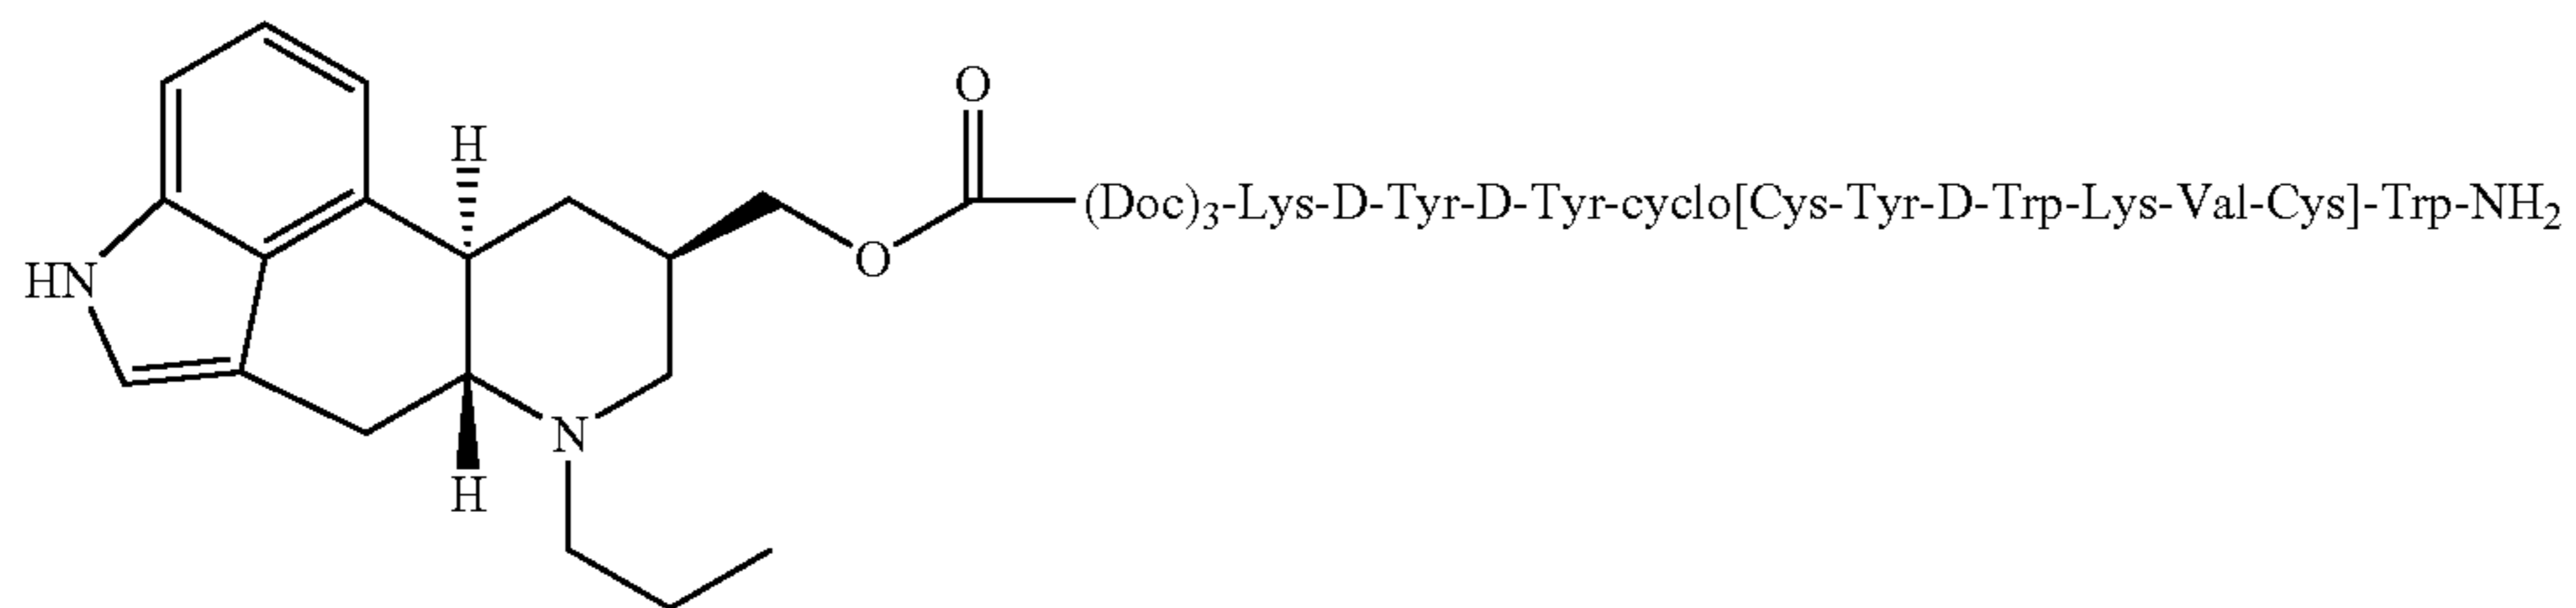 O
H
(Doc)3-Lys-D-Tyr-D-Tyr-cyclo[Cys-Tyr-D-Trp-Lys-Val-Cys]-Trp-NH2
O
HN
N
H